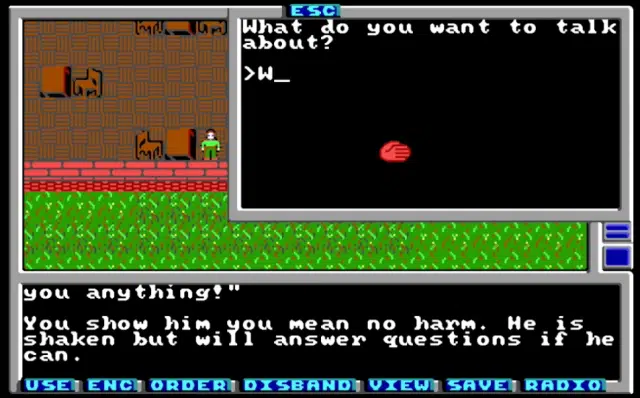 ESC
What do you want to talk
about?
>W_
you anything!"
You show him you mean no harm. He is
shaken but will answer questions if he
can.
USE ENC ORDER DISBAND VIEW SAVE RADIO